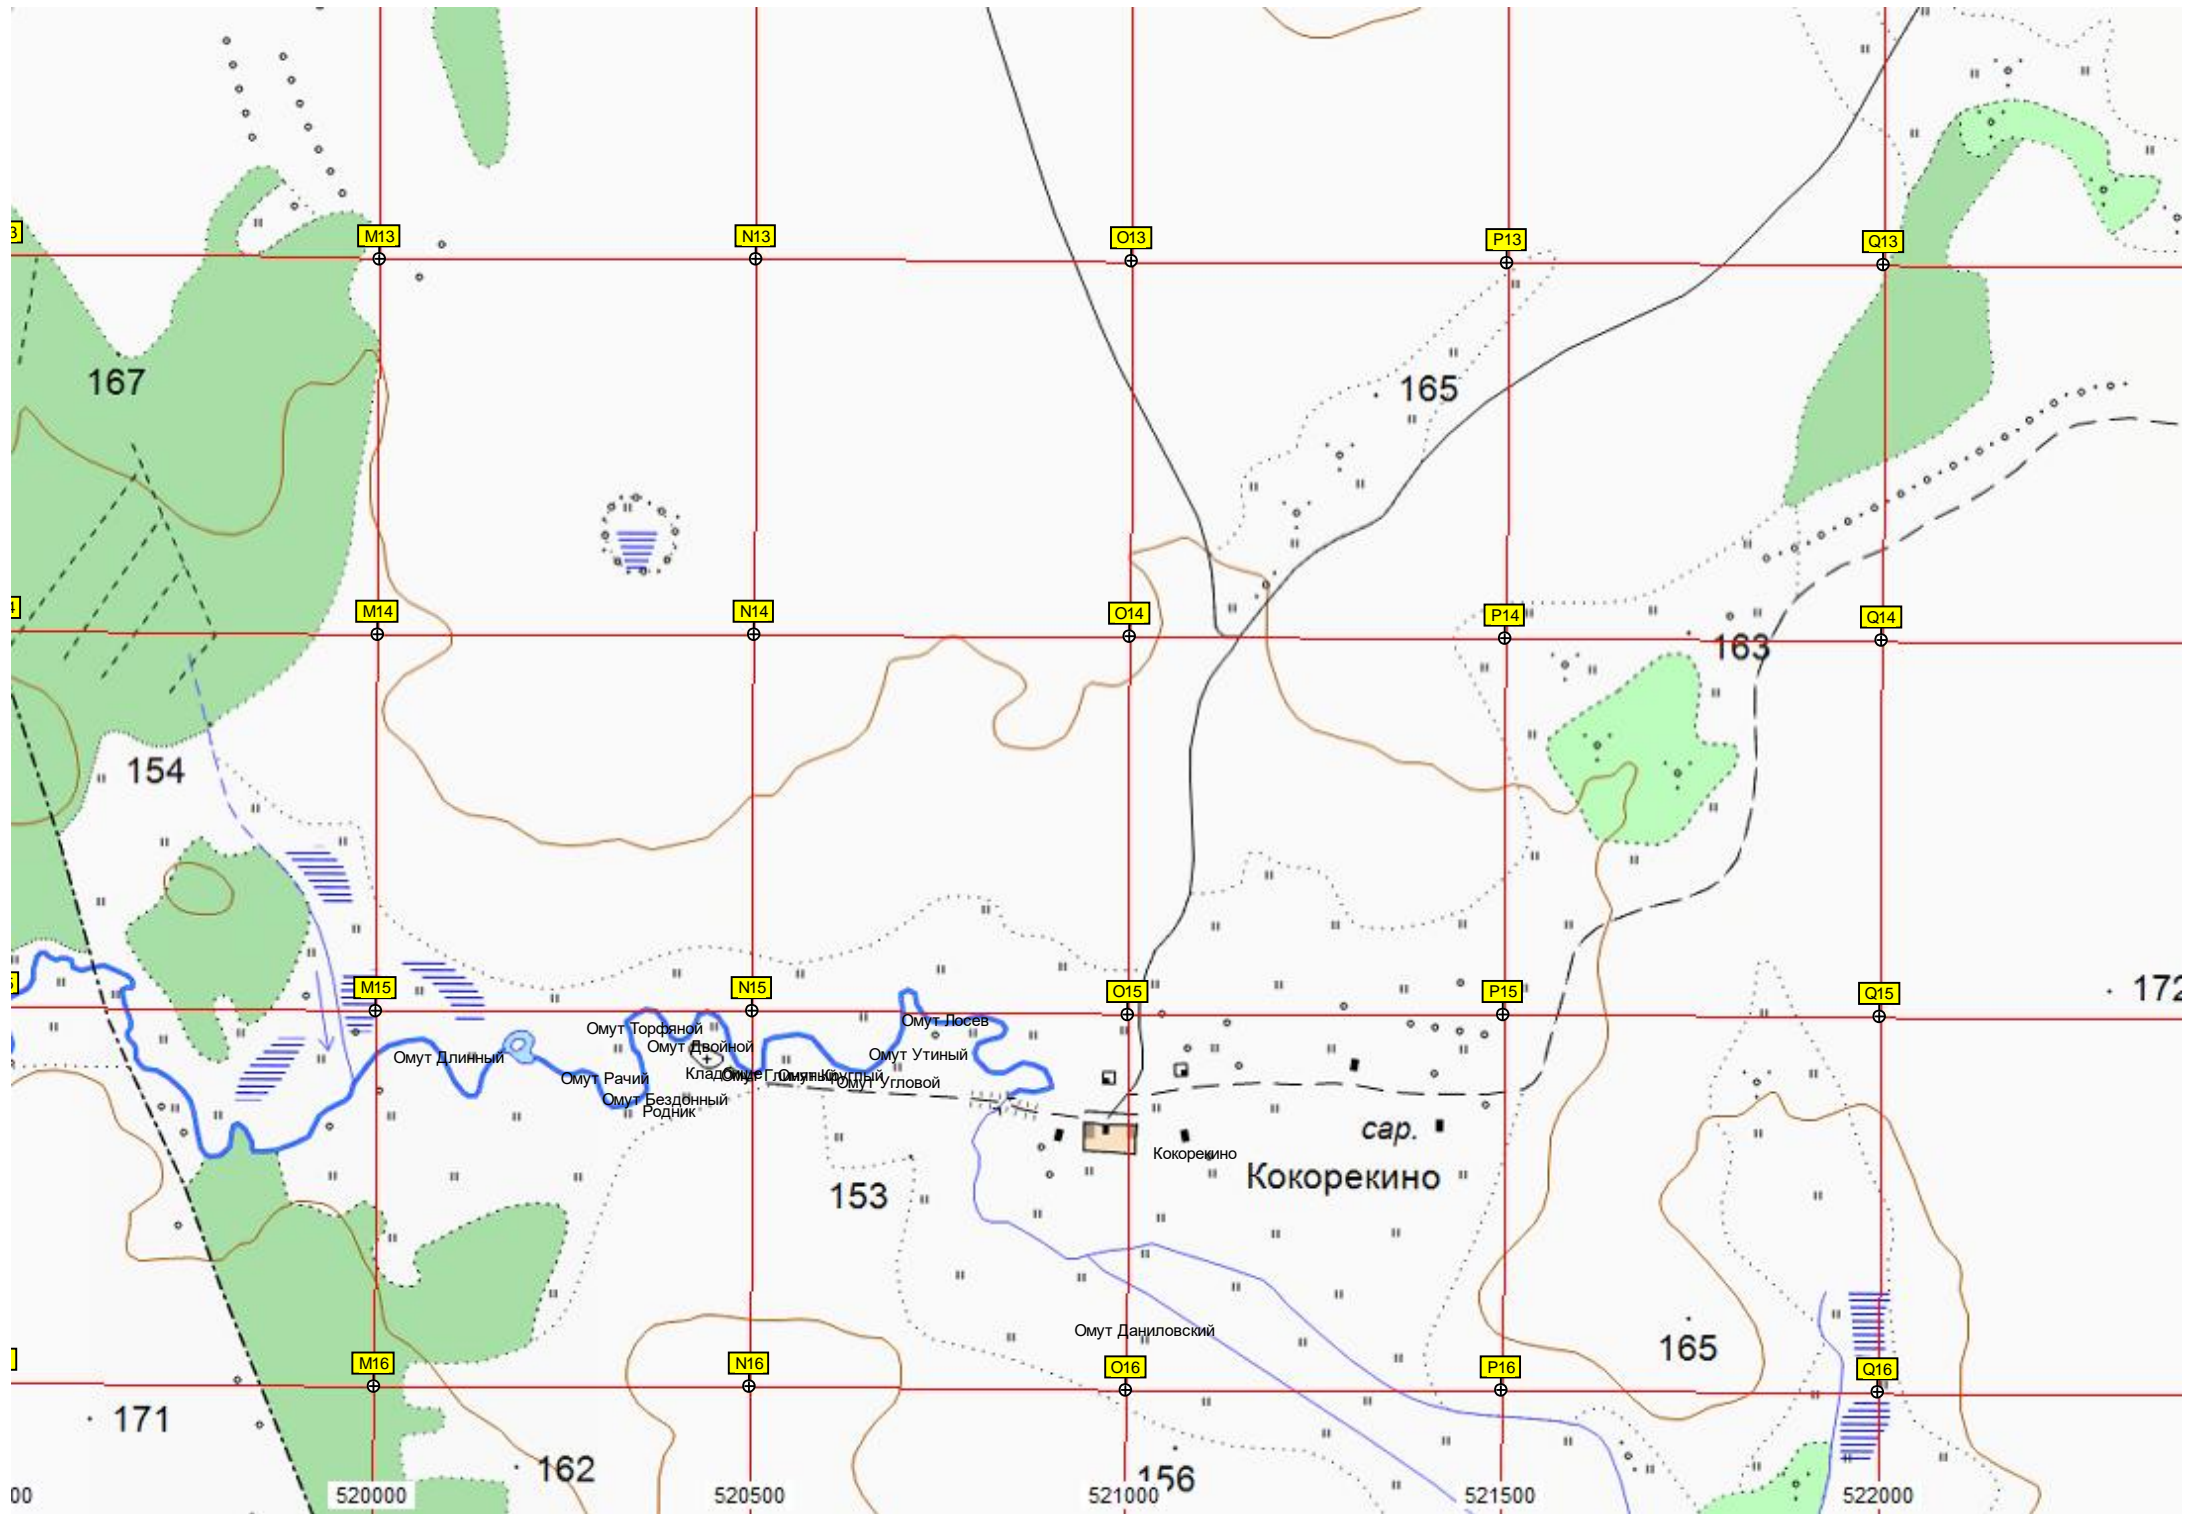 M13
N13
O13
P13
Q13
167
165
M14
N14
O14
P14
Q14
163
154
M15
N15
O15
P15
Q15
172
Омут Торфяной
Омут Лосев
Омут Двойной
Омут Длинный
Омут Утиный
Омут Рачий
Омут Угловой
Омут Бездонный
Родник
сар.
Кокорекино
Кокорекино
153
Омут Даниловский
165
M16
N16
O16
P16
Q16
171
162
156
00
520000
520500
521000
521500
522000